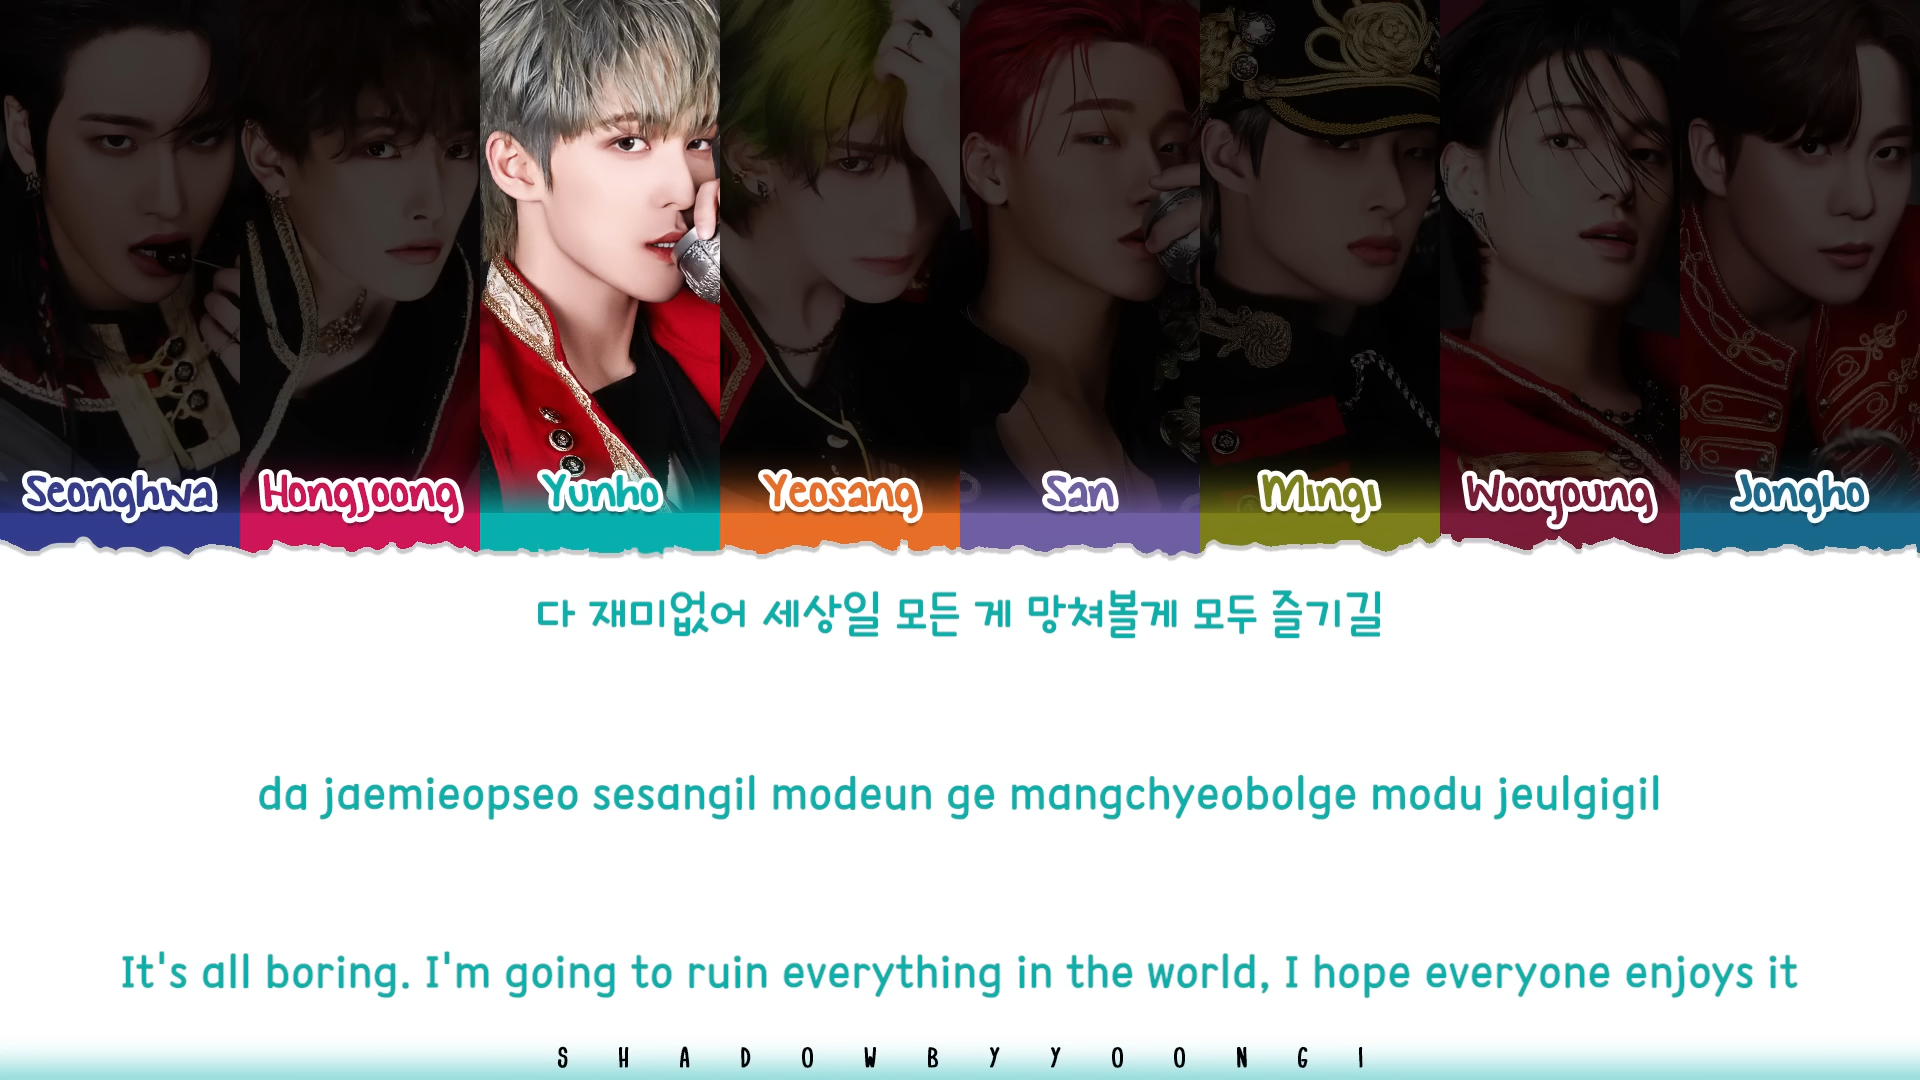 Seonghwa Hongjoong Yunho Yeosang San Mingi Wooyoung Jongho
다 재미없어 세상일 모든 게 망쳐볼게 모두 즐기길
da jaemieopseo sesangil modeun ge mangchyeobolge modu jeulgigil
It's all boring. I'm going to ruin everything in the world, I hope everyone enjoys it
SHADOWBYYOONGI